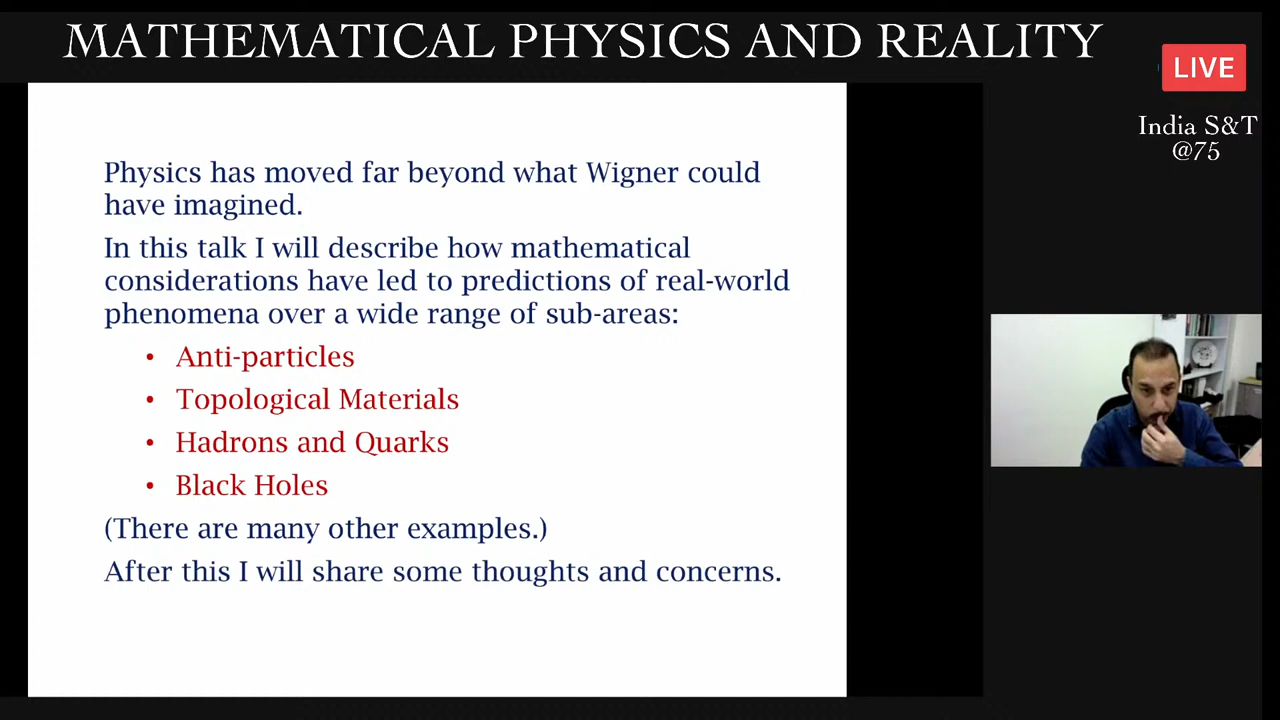 MATHEMATICAL PHYSICS AND REALITY
LIVE
India S&T
@75
Physics has moved far beyond what Wigner could
have imagined.
In this talk I will describe how mathematical
considerations have led to predictions of real-world
phenomena over a wide range of sub-areas:
• Anti-particles
• Topological Materials
• Hadrons and Quarks
• Black Holes
(There are many other examples.)
After this I will share some thoughts and concerns.